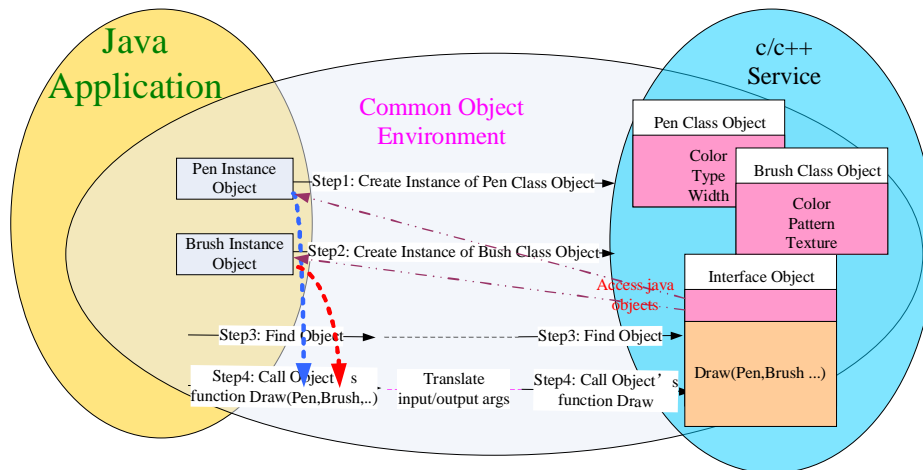 Java
Application
Common Object
Environment
c/c++
Service
Pen Class Object
Color
Type
Width
Brush Class Object
Color
Pattern
Texture
Pen Instance
Object
Step1: Create Instance of Pen Class Object
Brush Instance
Object
Step2: Create Instance of Bush Class Object
Interface Object
Access java
objects
Step3: Find Object
Step3: Find Object
Step4: Call Object’s
function Draw(Pen,Brush,..)
Translate
input/output args
Step4: Call Object’s
function Draw
Draw(Pen,Brush ...)